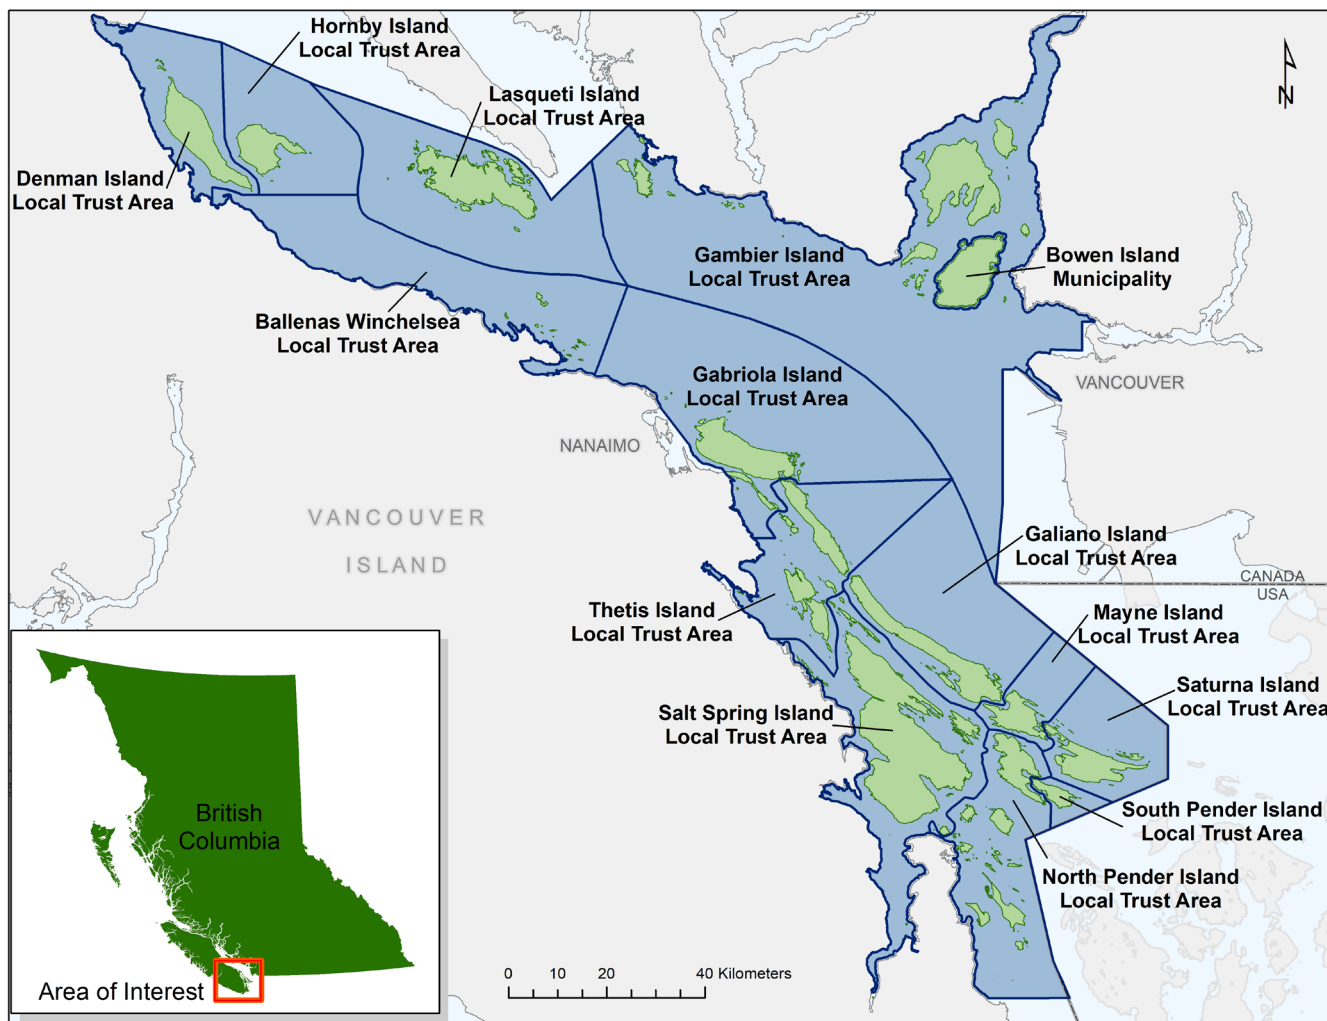 Hornby Island
Local Trust Area
Lasqueti Island
Local Trust Area
N
Denman Island
Local Trust Area
Gambier Island
Local Trust Area
Bowen Island
Municipality
Ballenas Winchelsea
Local Trust Area
Gabriola Island
Local Trust Area
VANCOUVER
NANAIMO
VANCOUVER
ISLAND
Galiano Island
Local Trust Area
CANADA
USA
Thetis Island
Local Trust Area
Mayne Island
Local Trust Area
Saturna Island
Local Trust Area
Salt Spring Island
Local Trust Area
South Pender Island
Local Trust Area
North Pender Island
Local Trust Area
British
Columbia
Area of Interest
0 10 20 40 Kilometers